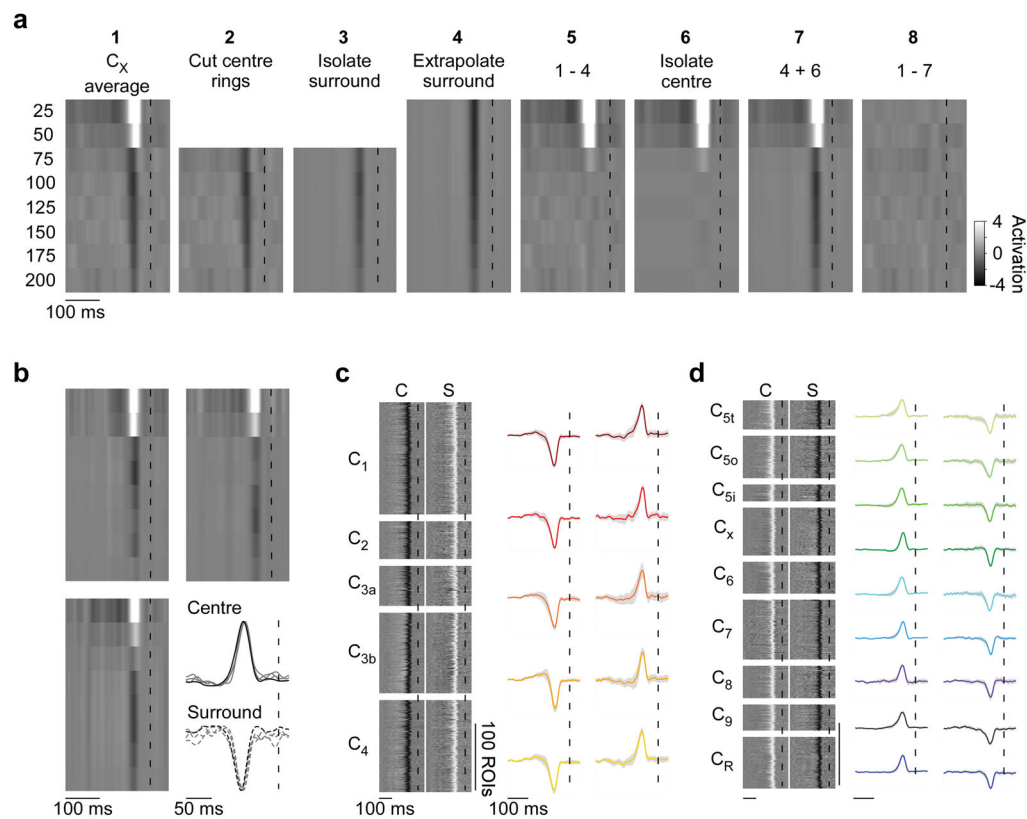 a
1 2 3 4 5 6 7 8
CX average
Cut centre rings
Isolate surround
Extrapolate surround
1 - 4
Isolate centre
4 + 6
1 - 7
25
50
75
100
125
150
175
200
100 ms
4
0
-4
Activation
b
Centre
Surround
100 ms
50 ms
c
C S
C1
C2
C3a
C3b
C4
100 ROIs
100 ms
100 ms
d
C S
C5t
C5o
C5i
Cx
C6
C7
C8
C9
CR